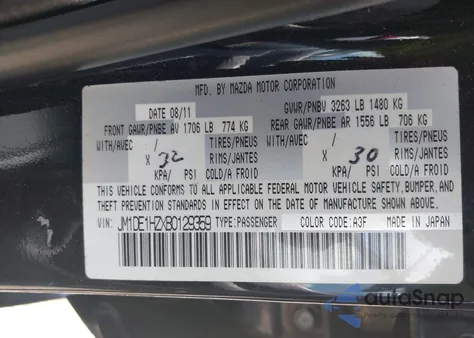 MFD. BY MAZDA MOTOR CORPORATION
DATE 08/11 GVWR/PNBV 3263 LB 1480 KG
FRONT GAWR/PNBE AV 1706 LB 774 KG REAR GAWR/PNBE AR 1556 LB 706 KG
WITH/AVEC / TIRES/PNEUS WITH/AVEC / TIRES/PNEUS
X 32 RIMS/JANTES X 30 RIMS/JANTES
KPA/ PSI COLD/A FROID KPA/ PSI COLD/A FROID
THIS VEHICLE CONFORMS TO ALL APPLICABLE FEDERAL MOTOR VEHICLE SAFETY, BUMPER, AND
THEFT PREVENTION STANDARDS IN EFFECT ON THE DATE OF MANUFACTURE SHOWN ABOVE.
VIN: JM1DE1HZXB0129359 TYPE: PASSENGER COLOR CODE: A3F MADE IN JAPAN
autoSnap